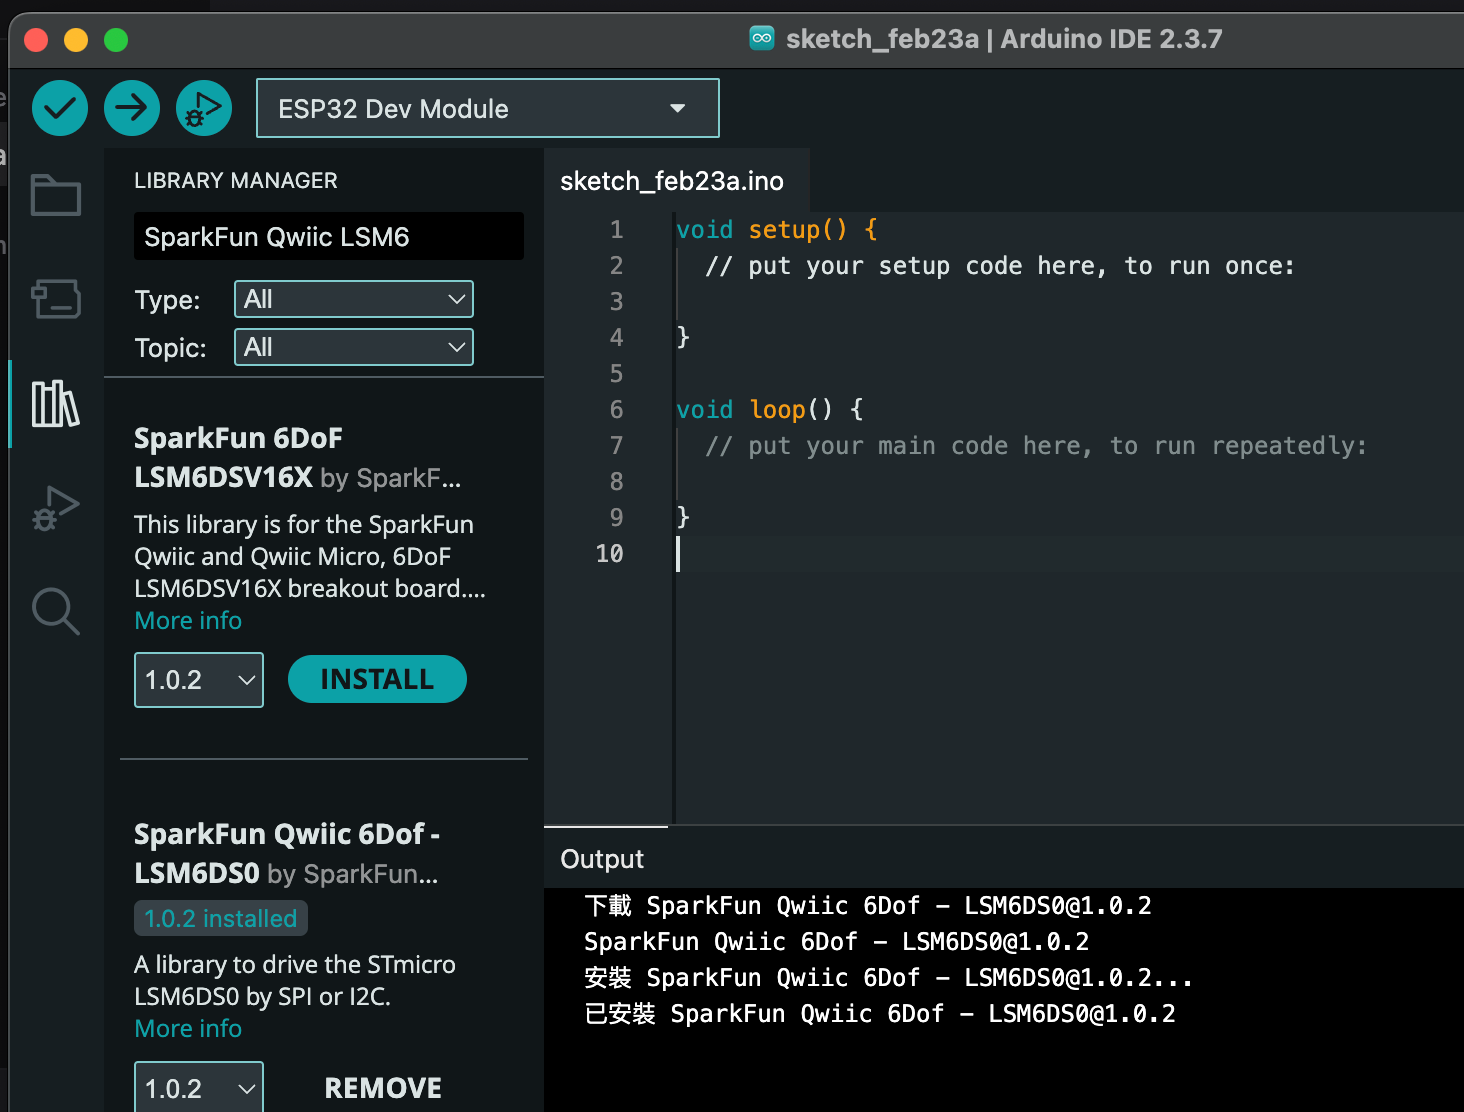 sketch_feb23a | Arduino IDE 2.3.7
ESP32 Dev Module
LIBRARY MANAGER
SparkFun Qwiic LSM6
Type: All
Topic: All
SparkFun 6DoF
LSM6DSV16X by SparkF...
This library is for the SparkFun
Qwiic and Qwiic Micro, 6DoF
LSM6DSV16X breakout board....
More info
1.0.2 INSTALL
SparkFun Qwiic 6Dof -
LSM6DS0 by SparkFun...
1.0.2 installed
A library to drive the STmicro
LSM6DS0 by SPI or I2C.
More info
1.0.2 REMOVE
sketch_feb23a.ino
1 void setup() {
2 // put your setup code here, to run once:
3
4 }
5
6 void loop() {
7 // put your main code here, to run repeatedly:
8
9 }
10
Output
下載 SparkFun Qwiic 6Dof - LSM6DS0@1.0.2
SparkFun Qwiic 6Dof - LSM6DS0@1.0.2
安裝 SparkFun Qwiic 6Dof - LSM6DS0@1.0.2...
已安裝 SparkFun Qwiic 6Dof - LSM6DS0@1.0.2